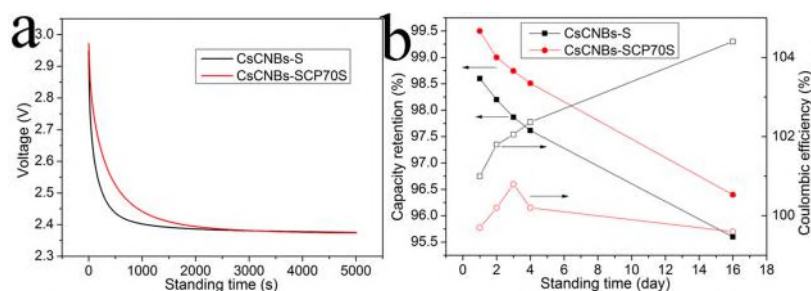 a
3.0
2.9
2.8
2.7
2.6
2.5
2.4
2.3
Voltage (V)
CsCNBs-S
CsCNBs-SCP70S
0 1000 2000 3000 4000 5000
Standing time (s)
b
99.5
99.0
98.5
98.0
97.5
97.0
96.5
96.0
95.5
Capacity retention (%)
CsCNBs-S
CsCNBs-SCP70S
104
102
100
Coulombic efficiency (%)
0 2 4 6 8 10 12 14 16 18
Standing time (day)